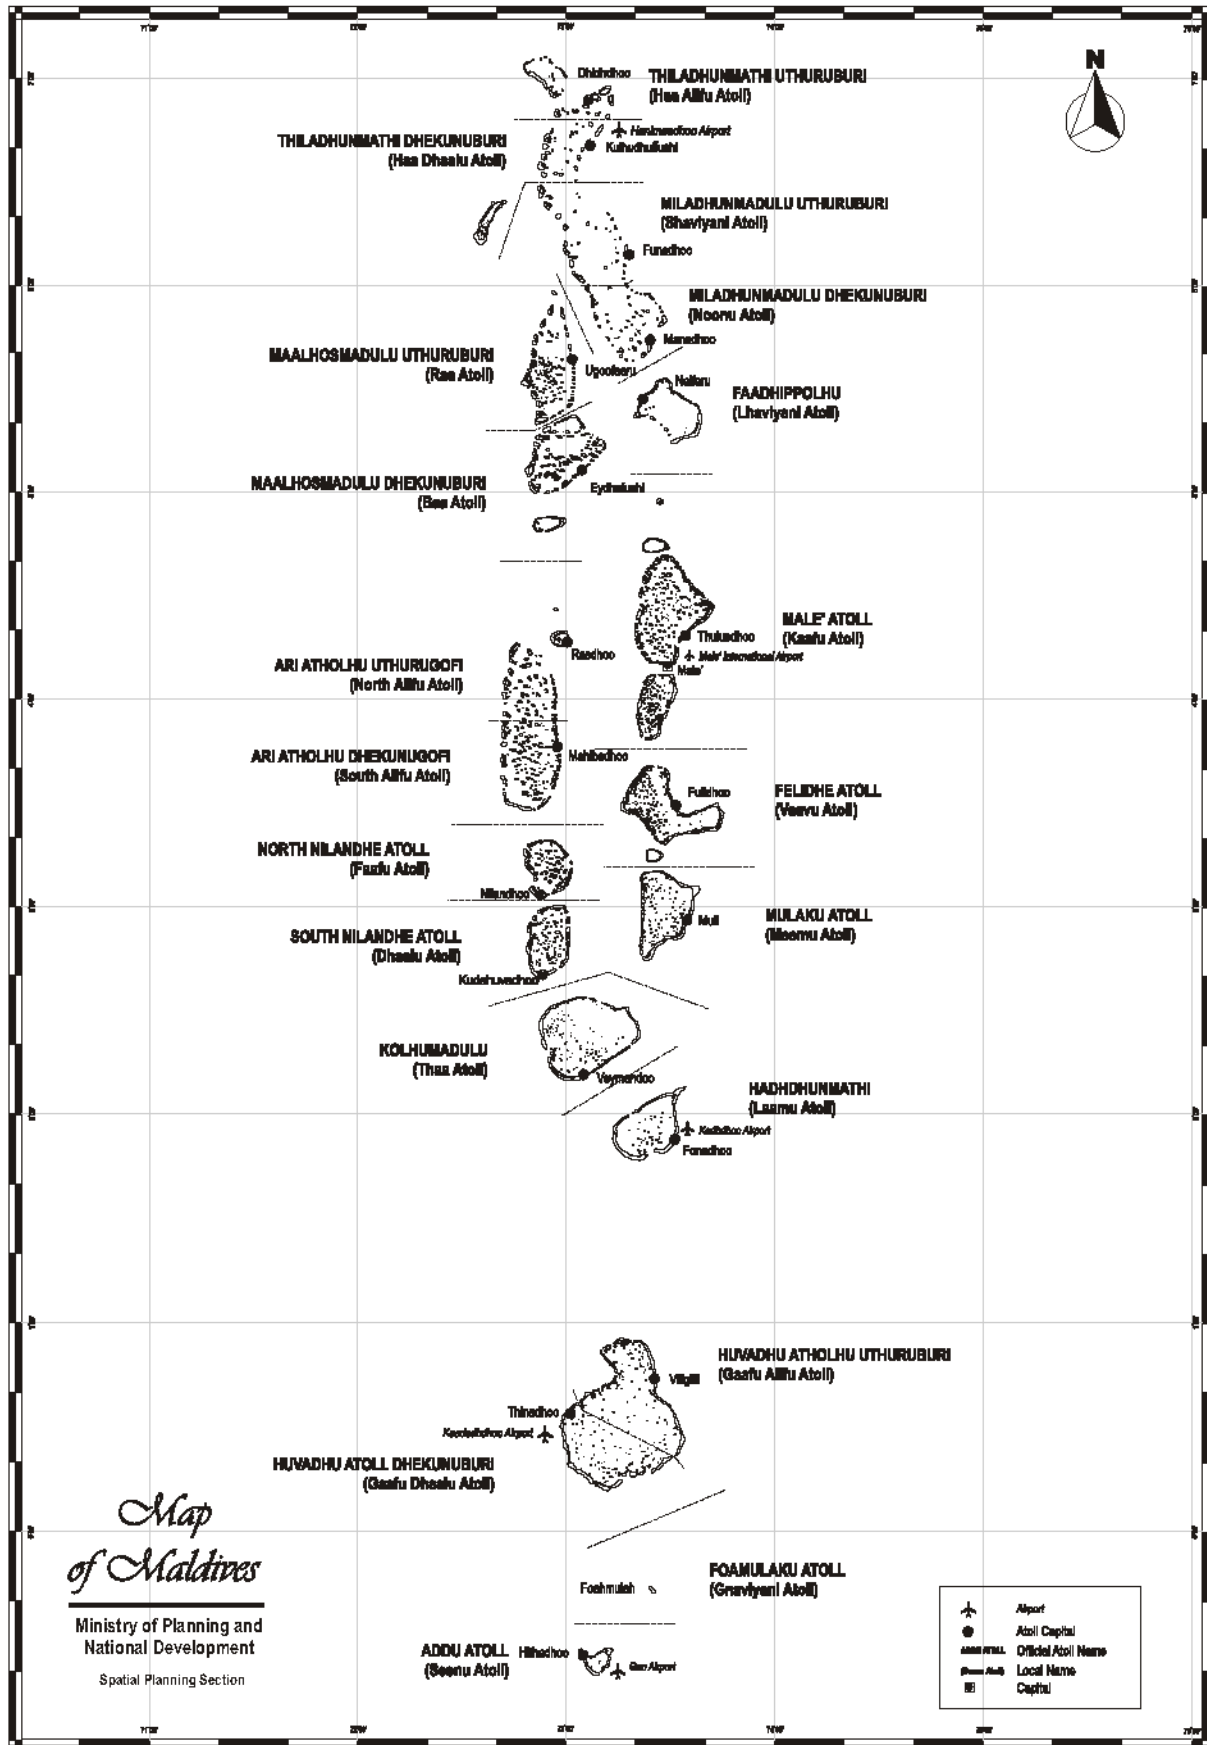 N
Dhidhdhoo
THILADHUNMATHI UTHURUBURI
(Haa Alifu Atoll)
Hanimaadhoo Airport
THILADHUNMATHI DHEKUNUBURI
(Haa Dhaalu Atoll)
Kulhudhuffushi
MILADHUNMADULU UTHURUBURI
(Shaviyani Atoll)
Funadhoo
MILADHUNMADULU DHEKUNUBURI
(Noonu Atoll)
Manadhoo
MAALHOSMADULU UTHURUBURI
(Raa Atoll)
Ugoofaaru
Naifaru
FAADHIPPOLHU
(Lhaviyani Atoll)
MAALHOSMADULU DHEKUNUBURI
(Baa Atoll)
Eydhafushi
MALE' ATOLL
(Kaafu Atoll)
Thulusdhoo
Male' International Airport
Male'
Rasdhoo
ARI ATHOLHU UTHURUGOFI
(North Alifu Atoll)
ARI ATHOLHU DHEKUNUGOFI
(South Alifu Atoll)
Mahibadhoo
FELIDHE ATOLL
(Vaavu Atoll)
Fulidhoo
NORTH NILANDHE ATOLL
(Faafu Atoll)
Nilandhoo
MULAKU ATOLL
(Meemu Atoll)
Muli
SOUTH NILANDHE ATOLL
(Dhaalu Atoll)
Kudahuvadhoo
KOLHUMADULU
(Thaa Atoll)
Veymandoo
HADHDHUNMATHI
(Laamu Atoll)
Kadhdhoo Airport
Fonadhoo
HUVADHU ATHOLHU UTHURUBURI
(Gaafu Alifu Atoll)
Viligili
Thinadhoo
Kaadedhdhoo Airport
HUVADHU ATOLL DHEKUNUBURI
(Gaafu Dhaalu Atoll)
FOAMULAKU ATOLL
(Gnaviyani Atoll)
Foahmulah
ADDU ATOLL
(Seenu Atoll)
Hithadhoo
Gan Airport
Map
of Maldives
Ministry of Planning and
National Development
Spatial Planning Section
Airport
Atoll Capital
Official Atoll Name
Local Name
Capital